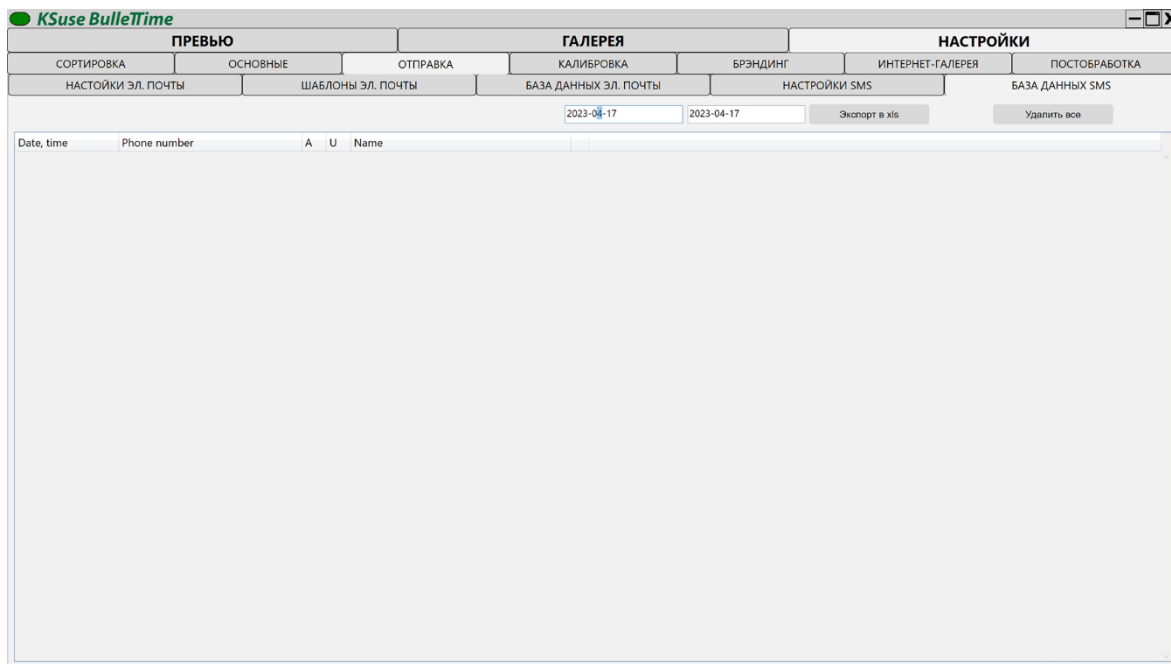 KSuse BulleTTime
ПРЕВЬЮ ГАЛЕРЕЯ НАСТРОЙКИ
СОРТИРОВКА ОСНОВНЫЕ ОТПРАВКА КАЛИБРОВКА БРЭНДИНГ ИНТЕРНЕТ-ГАЛЕРЕЯ ПОСТОБРАБОТКА
НАСТОЙКИ ЭЛ. ПОЧТЫ ШАБЛОНЫ ЭЛ. ПОЧТЫ БАЗА ДАННЫХ ЭЛ. ПОЧТЫ НАСТРОЙКИ SMS БАЗА ДАННЫХ SMS
2023-04-17 2023-04-17 Экспорт в xls Удалить все
Date, time Phone number A U Name